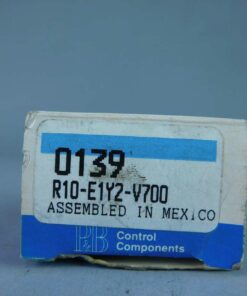 0139
R10-E1Y2-V700
ASSEMBLED IN MEXICO
P&B Control
Components